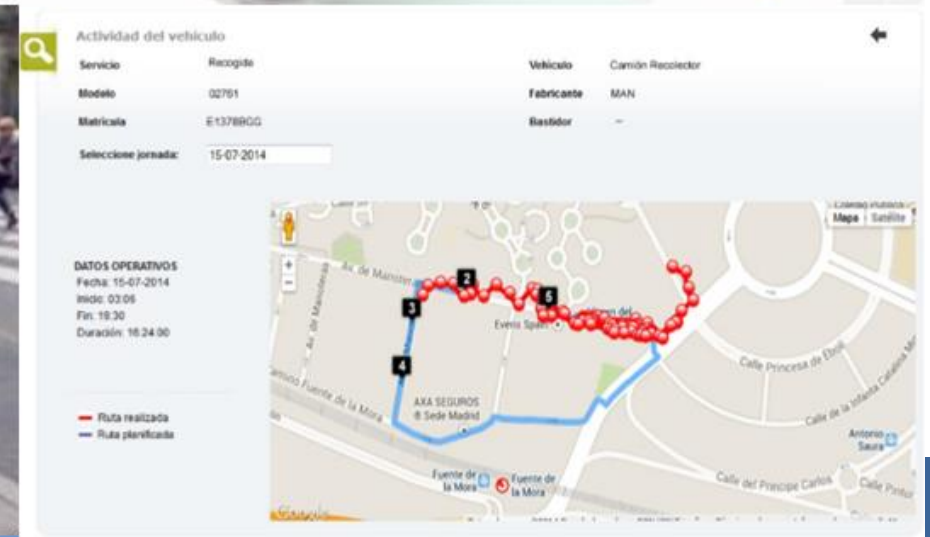 Actividad del vehículo
Servicio Recogida Vehículo Camión Recolector
Modelo 02761 Fabricante MAN
Matrícula E1378BGG Bastidor --
Seleccione jornada: 15-07-2014
Mapa Satélite
DATOS OPERATIVOS
Fecha: 15-07-2014
Inicio: 03:06
Fin: 19:30
Duración: 16:24:00
Ruta realizada
Ruta planificada
Av. de Manoteras
2
5
3
4
Everis Spain
AXA SEGUROS
Sede Madrid
Fuente de la Mora
Fuente de
la Mora
Fuente de
la Mora
Calle Princesa de Éboli
Calle de la Infanta Catalina
Antonio
Saura
Calle del Príncipe Carlos
Calle Pintor
Google